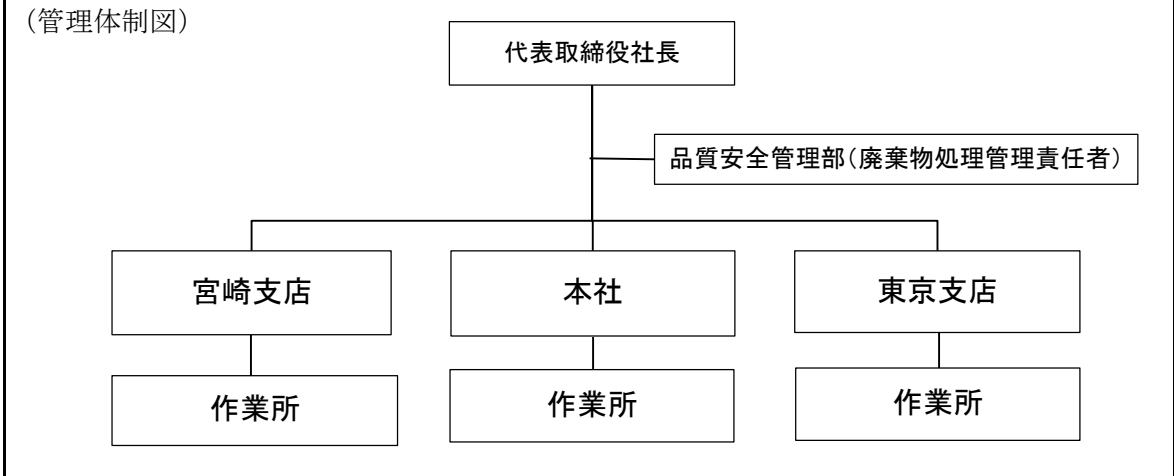 （管理体制図）
代表取締役社長
品質安全管理部（廃棄物処理管理責任者）
宮崎支店
本社
東京支店
作業所
作業所
作業所